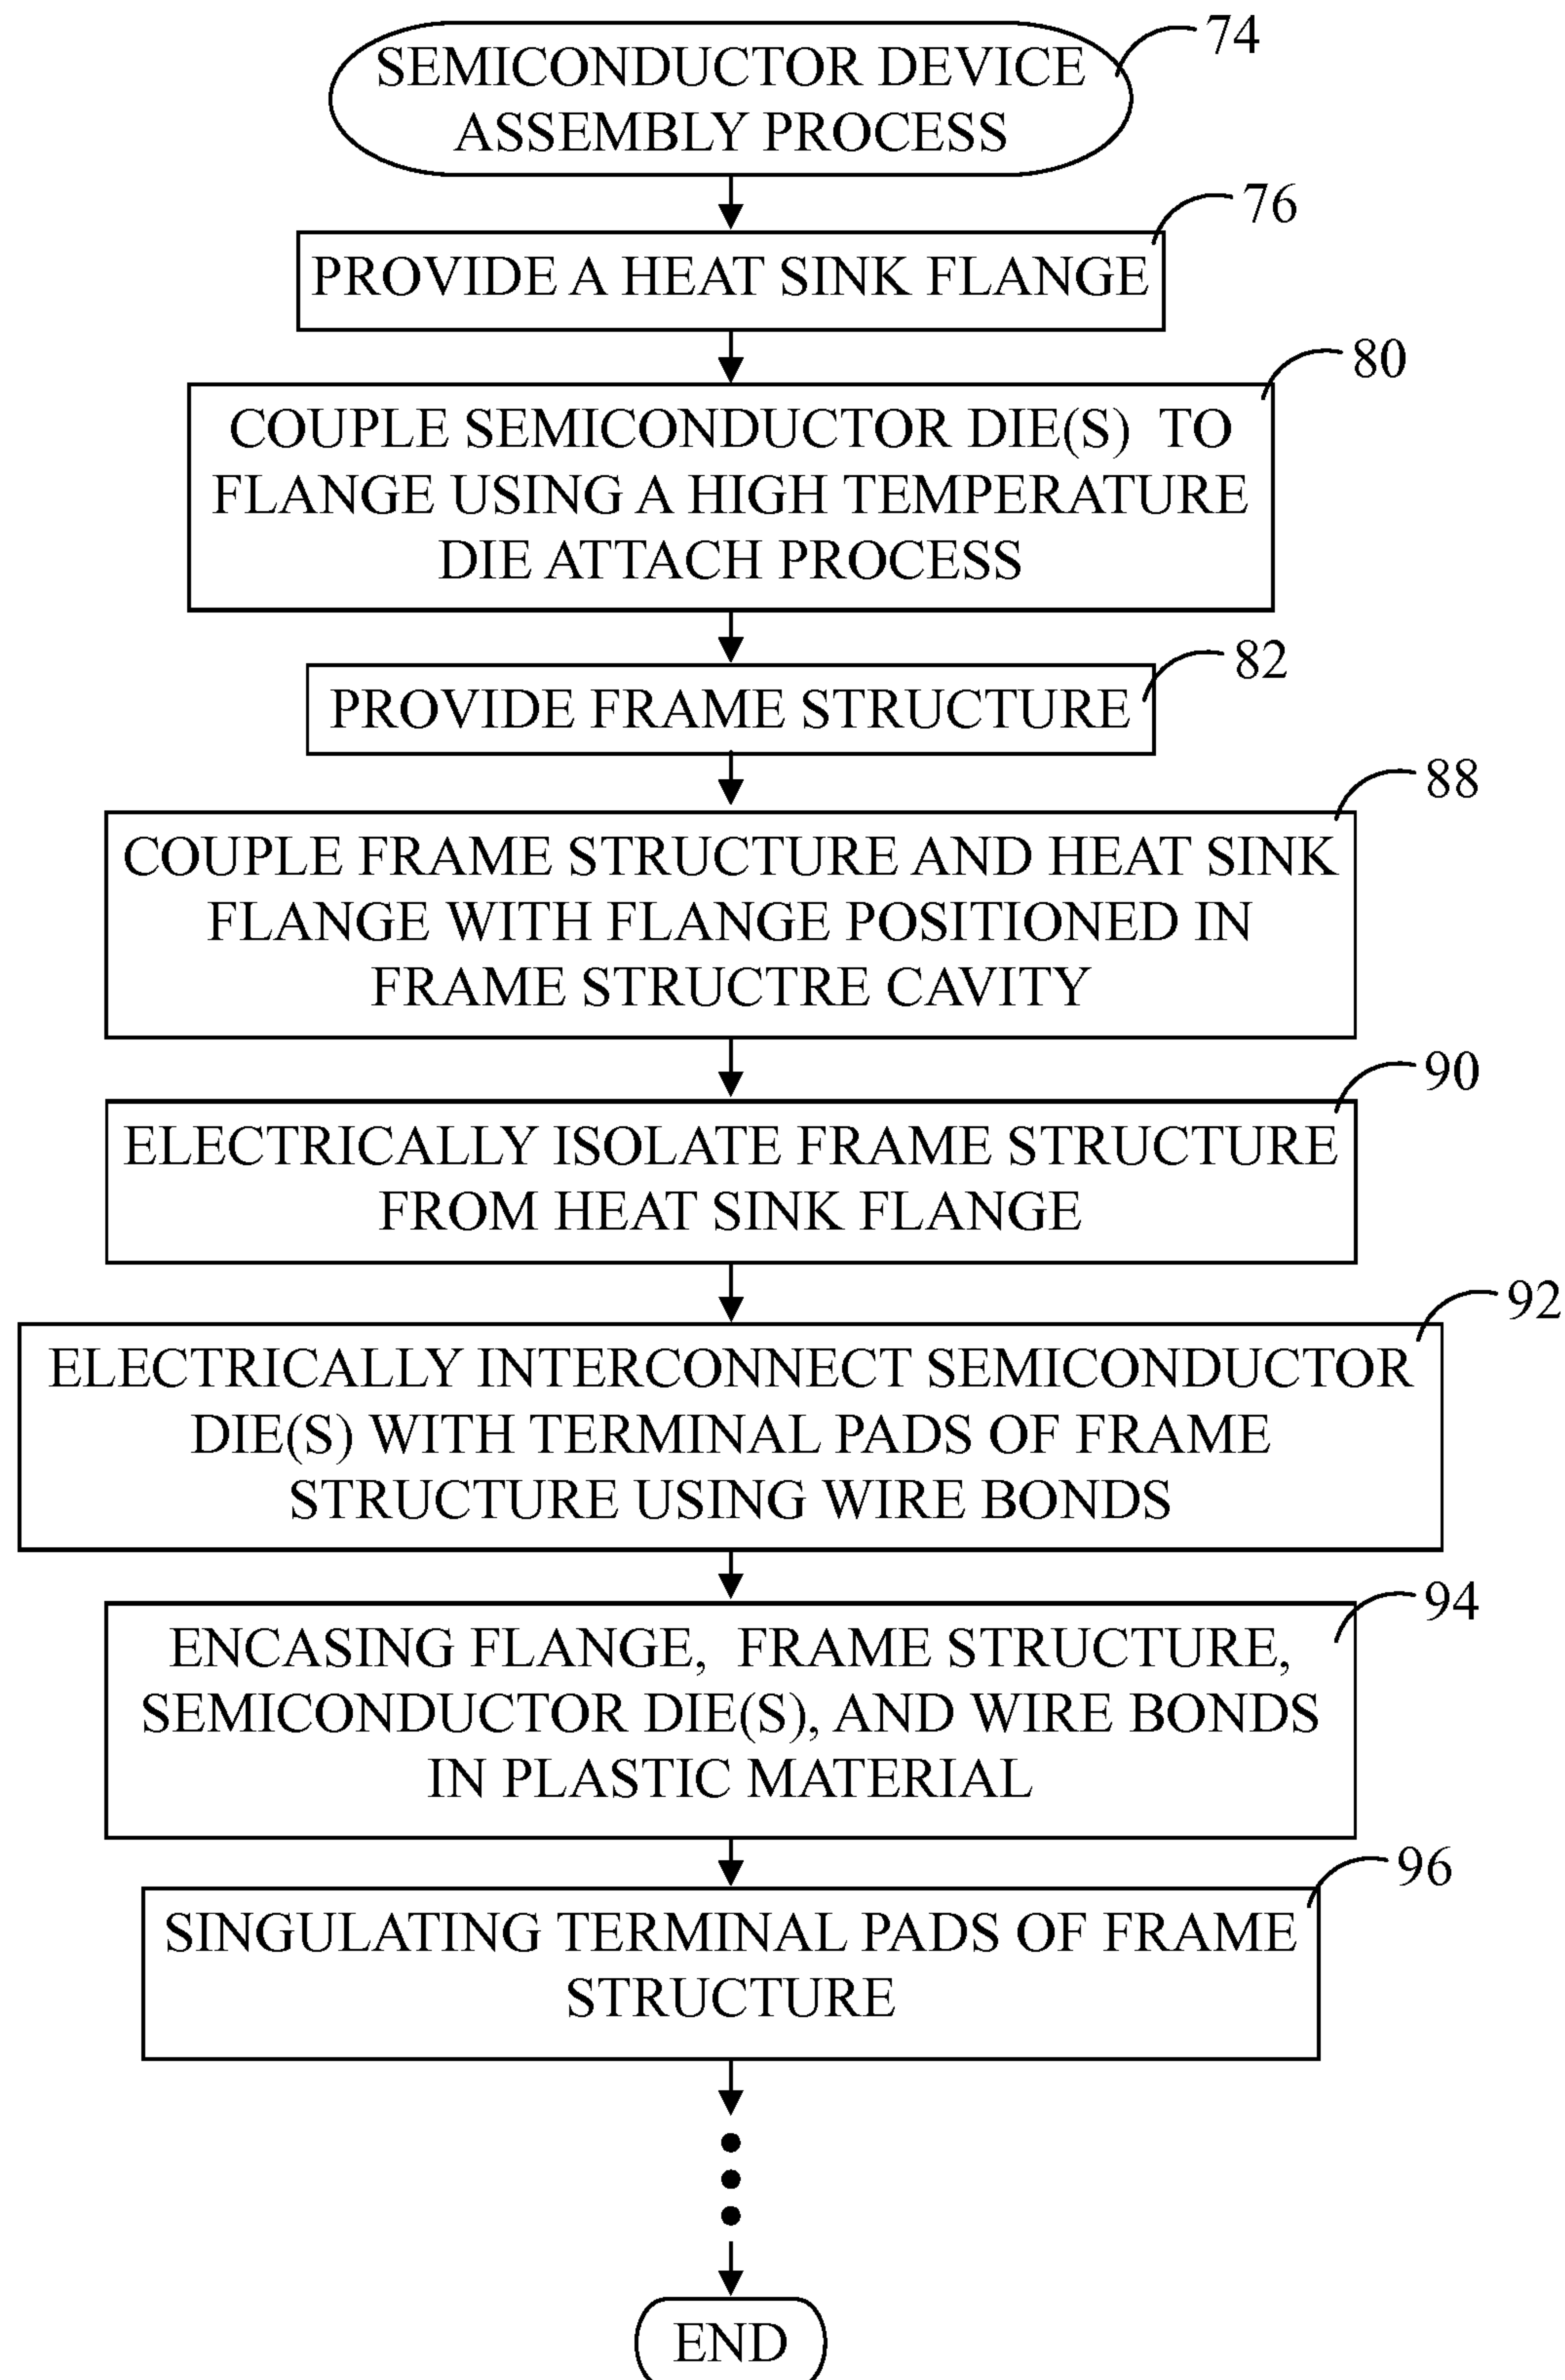 74
SEMICONDUCTOR DEVICE
ASSEMBLY PROCESS
76
PROVIDE A HEAT SINK FLANGE
80
COUPLE SEMICONDUCTOR DIE(S) TO
FLANGE USING A HIGH TEMPERATURE
DIE ATTACH PROCESS
82
PROVIDE FRAME STRUCTURE
88
COUPLE FRAME STRUCTURE AND HEAT SINK
FLANGE WITH FLANGE POSITIONED IN
FRAME STRUCTRE CAVITY
90
ELECTRICALLY ISOLATE FRAME STRUCTURE
FROM HEAT SINK FLANGE
92
ELECTRICALLY INTERCONNECT SEMICONDUCTOR
DIE(S) WITH TERMINAL PADS OF FRAME
STRUCTURE USING WIRE BONDS
94
ENCASING FLANGE, FRAME STRUCTURE,
SEMICONDUCTOR DIE(S), AND WIRE BONDS
IN PLASTIC MATERIAL
96
SINGULATING TERMINAL PADS OF FRAME
STRUCTURE
END